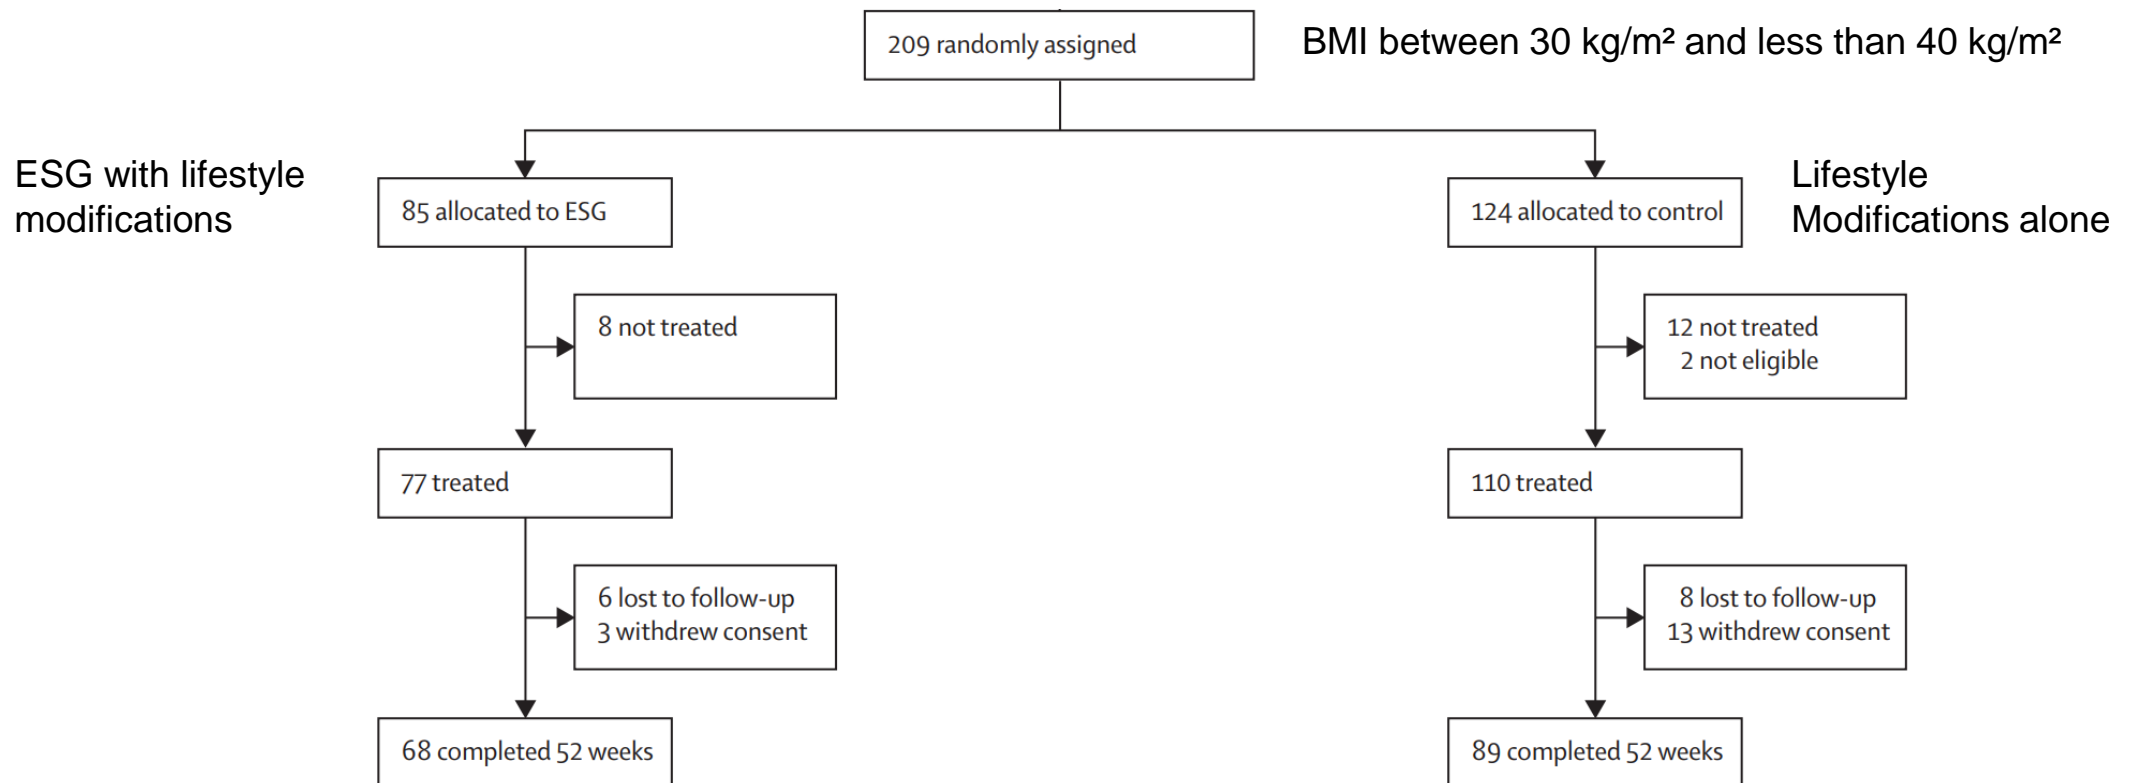 209 randomly assigned
BMI between 30 kg/m² and less than 40 kg/m²
ESG with lifestyle
modifications
85 allocated to ESG
124 allocated to control
Lifestyle
Modifications alone
8 not treated
12 not treated
2 not eligible
77 treated
110 treated
6 lost to follow-up
3 withdrew consent
8 lost to follow-up
13 withdrew consent
68 completed 52 weeks
89 completed 52 weeks